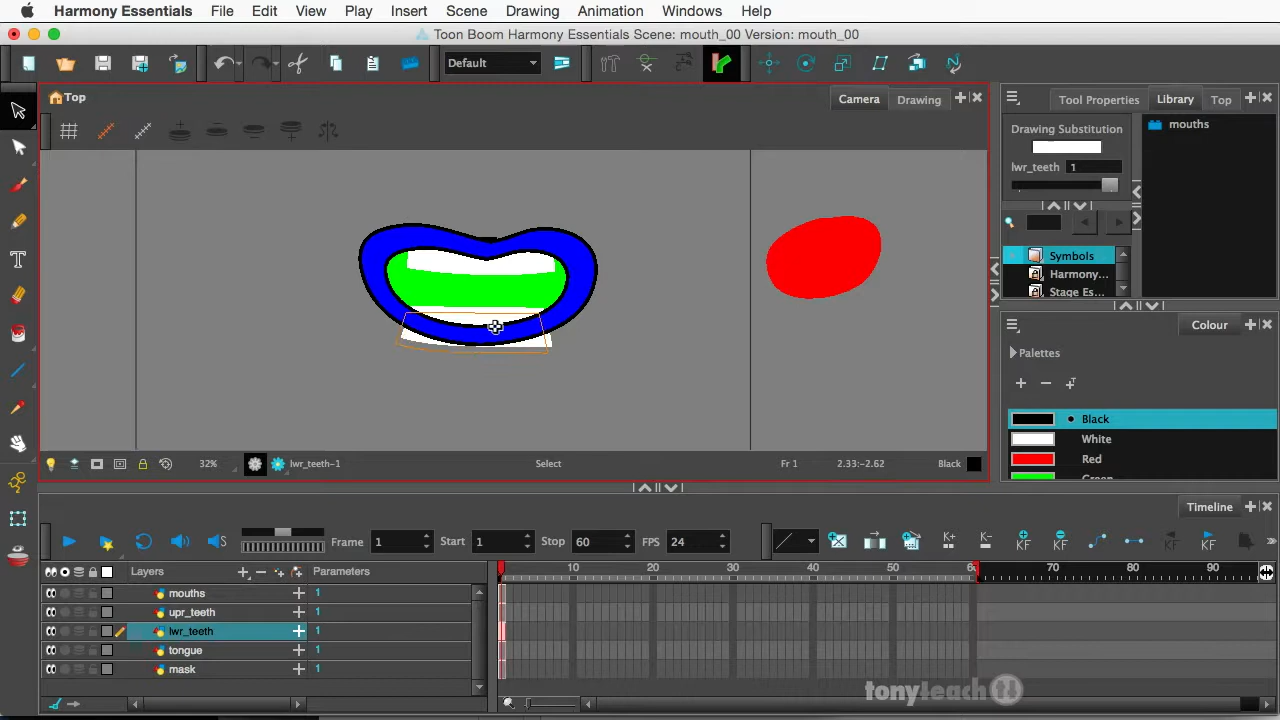 Harmony Essentials File Edit View Play Insert Scene Drawing Animation Windows Help
Toon Boom Harmony Essentials Scene: mouth_00 Version: mouth_00
Default
Top
Camera Drawing
Tool Properties Library Top
Drawing Substitution
mouths
lwr_teeth 1
Symbols
Harmony...
Stage Es...
Colour
Palettes
Black
White
Red
Green
32% lwr_teeth-1 Select Fr 1 2.33:-2.62 Black
Timeline
Frame 1 Start 1 Stop 60 FPS 24
Layers Parameters
10 20 30 40 50 60 70 80 90
mouths 1
upr_teeth 1
lwr_teeth 1
tongue 1
mask 1
tonyteach